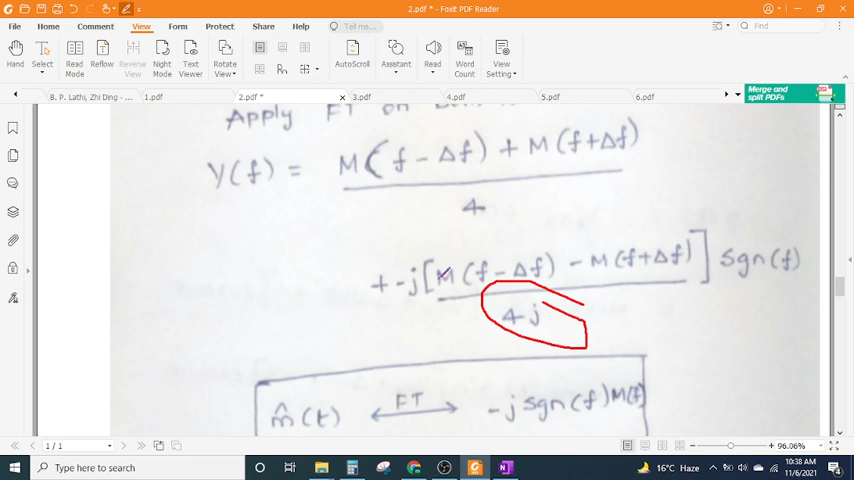 2.pdf * - Foxit PDF Reader
File Home Comment View Form Protect Share Help Tell me...
Hand Select Read Mode Reflow Reverse View Night Mode Text Viewer Rotate View AutoScroll Assistant Read Word Count View Setting
Find
B. P. Lathi, Zhi Ding - ... 1.pdf 2.pdf * 3.pdf 4.pdf 5.pdf 6.pdf
Merge and split PDFs
Apply FT on
Y(f) = M(f - Δf) + M(f+Δf)
4
+ -j[M(f - Δf) - M(f+Δf)] Sgn(f)
4j
m̂(t) ⟷ FT -j sgn(f) M(f)
1 / 1
96.06%
Type here to search
16°C Haze
10:38 AM
11/6/2021
4